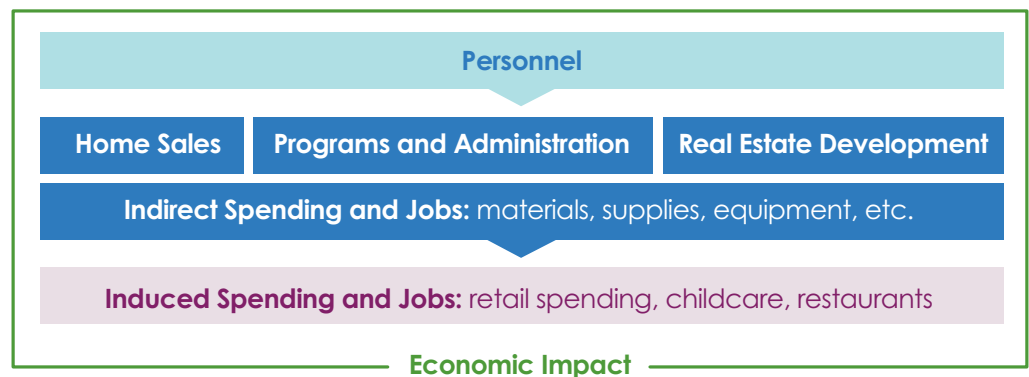 Personnel
Home Sales
Programs and Administration
Real Estate Development
Indirect Spending and Jobs: materials, supplies, equipment, etc.
Induced Spending and Jobs: retail spending, childcare, restaurants
Economic Impact